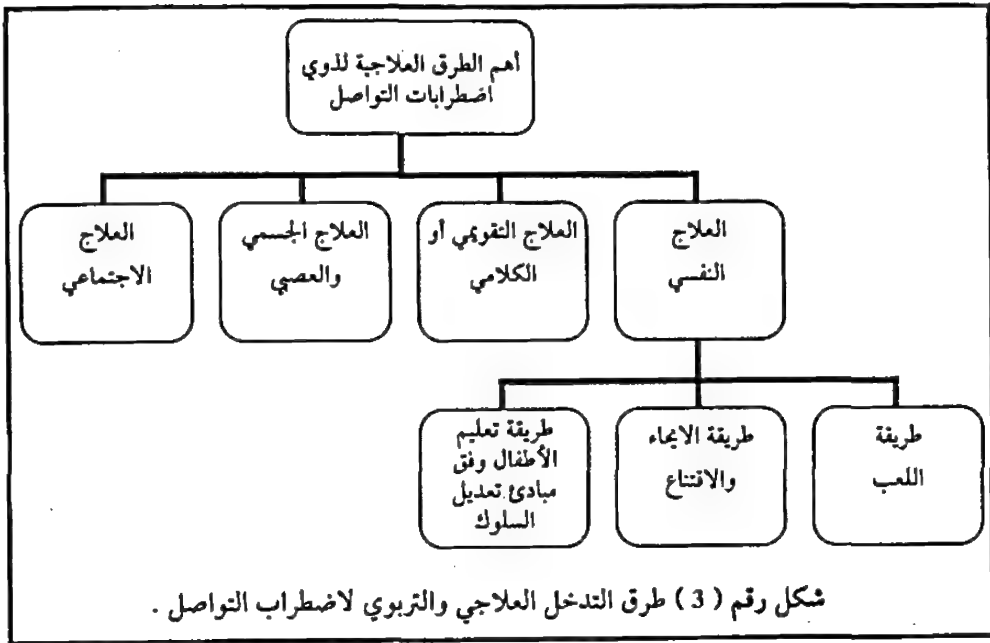 أهم الطرق العلاجية لذوي
اضطرابات التواصل
العلاج
النفسي
العلاج التقويمي أو
الكلامي
العلاج الجسمي
والعصبي
العلاج
الاجتماعي
طريقة
اللعب
طريقة الايحاء
والاقتناع
طريقة تعليم
الأطفال وفق
مبادئ تعديل
السلوك
شكل رقم ( 3 ) طرق التدخل العلاجي والتربوي لاضطراب التواصل .